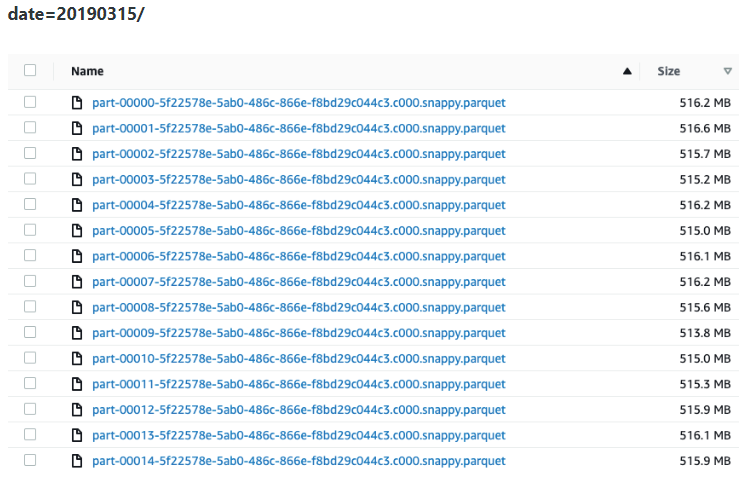 date=20190315/
Name Size
part-00000-5f22578e-5ab0-486c-866e-f8bd29c044c3.c000.snappy.parquet 516.2 MB
part-00001-5f22578e-5ab0-486c-866e-f8bd29c044c3.c000.snappy.parquet 516.6 MB
part-00002-5f22578e-5ab0-486c-866e-f8bd29c044c3.c000.snappy.parquet 515.7 MB
part-00003-5f22578e-5ab0-486c-866e-f8bd29c044c3.c000.snappy.parquet 515.2 MB
part-00004-5f22578e-5ab0-486c-866e-f8bd29c044c3.c000.snappy.parquet 516.2 MB
part-00005-5f22578e-5ab0-486c-866e-f8bd29c044c3.c000.snappy.parquet 515.0 MB
part-00006-5f22578e-5ab0-486c-866e-f8bd29c044c3.c000.snappy.parquet 516.1 MB
part-00007-5f22578e-5ab0-486c-866e-f8bd29c044c3.c000.snappy.parquet 516.2 MB
part-00008-5f22578e-5ab0-486c-866e-f8bd29c044c3.c000.snappy.parquet 515.6 MB
part-00009-5f22578e-5ab0-486c-866e-f8bd29c044c3.c000.snappy.parquet 513.8 MB
part-00010-5f22578e-5ab0-486c-866e-f8bd29c044c3.c000.snappy.parquet 515.0 MB
part-00011-5f22578e-5ab0-486c-866e-f8bd29c044c3.c000.snappy.parquet 515.3 MB
part-00012-5f22578e-5ab0-486c-866e-f8bd29c044c3.c000.snappy.parquet 515.9 MB
part-00013-5f22578e-5ab0-486c-866e-f8bd29c044c3.c000.snappy.parquet 516.1 MB
part-00014-5f22578e-5ab0-486c-866e-f8bd29c044c3.c000.snappy.parquet 515.9 MB